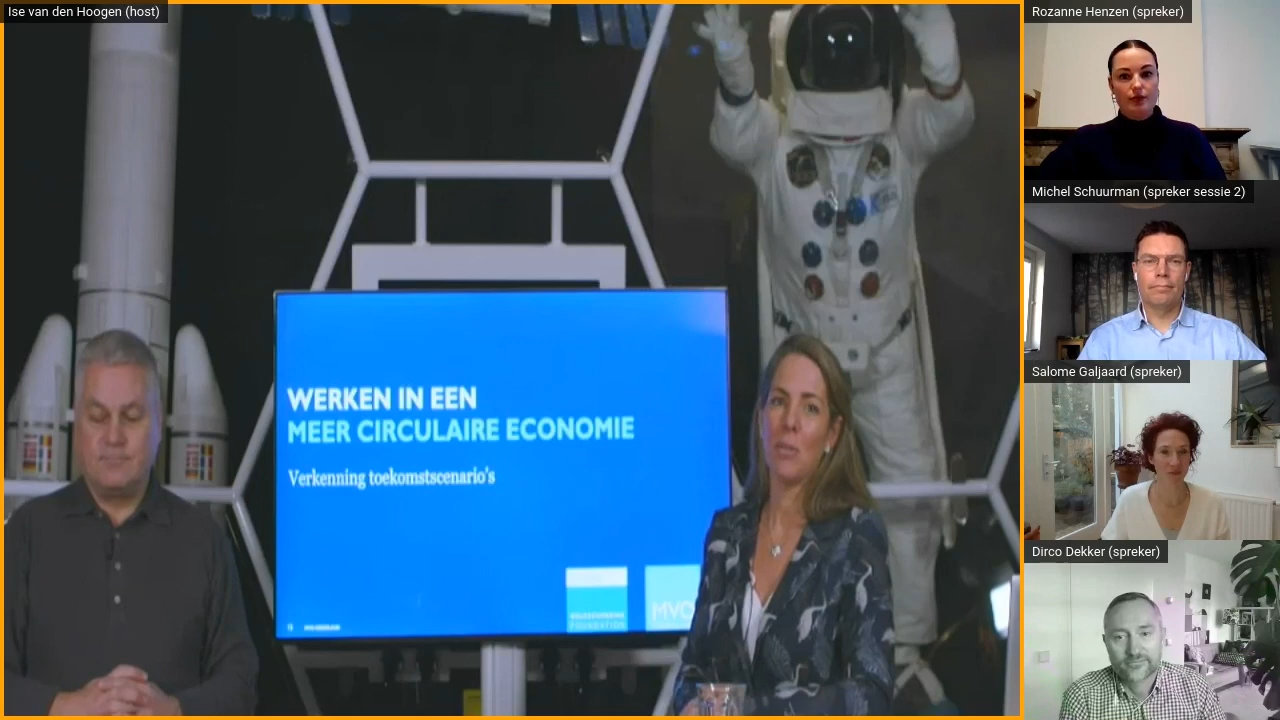 Ise van den Hoogen (host)
WERKEN IN EEN
MEER CIRCULAIRE ECONOMIE
Verkenning toekomstscenario's
MVO
Rozanne Henzen (spreker)
Michel Schuurman (spreker sessie 2)
Salome Galjaard (spreker)
Dirco Dekker (spreker)